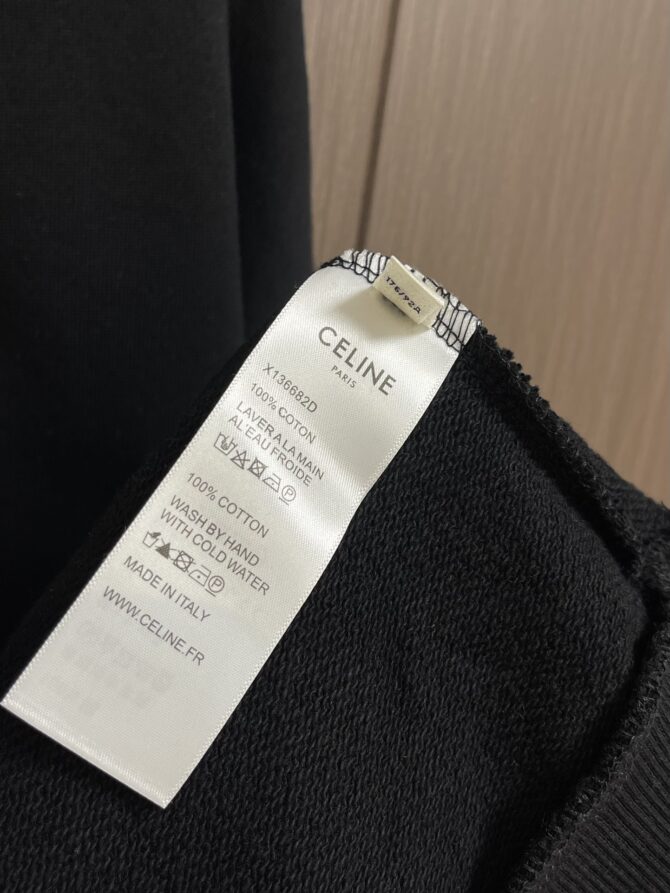 176/92A
CELINE
PARIS
X136682D
100% COTON
LAVER A LA MAIN
AL'EAU FROIDE
100% COTTON
WASH BY HAND
WITH COLD WATER
MADE IN ITALY
WWW.CELINE.FR